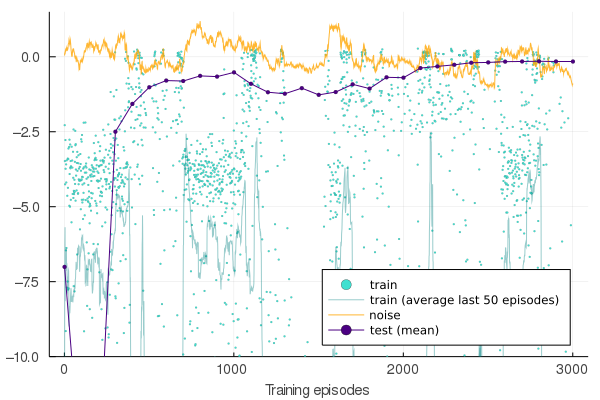 0.0
−2.5
−5.0
−7.5
−10.0
train
train (average last 50 episodes)
noise
test (mean)
0
1000
2000
3000
Training episodes